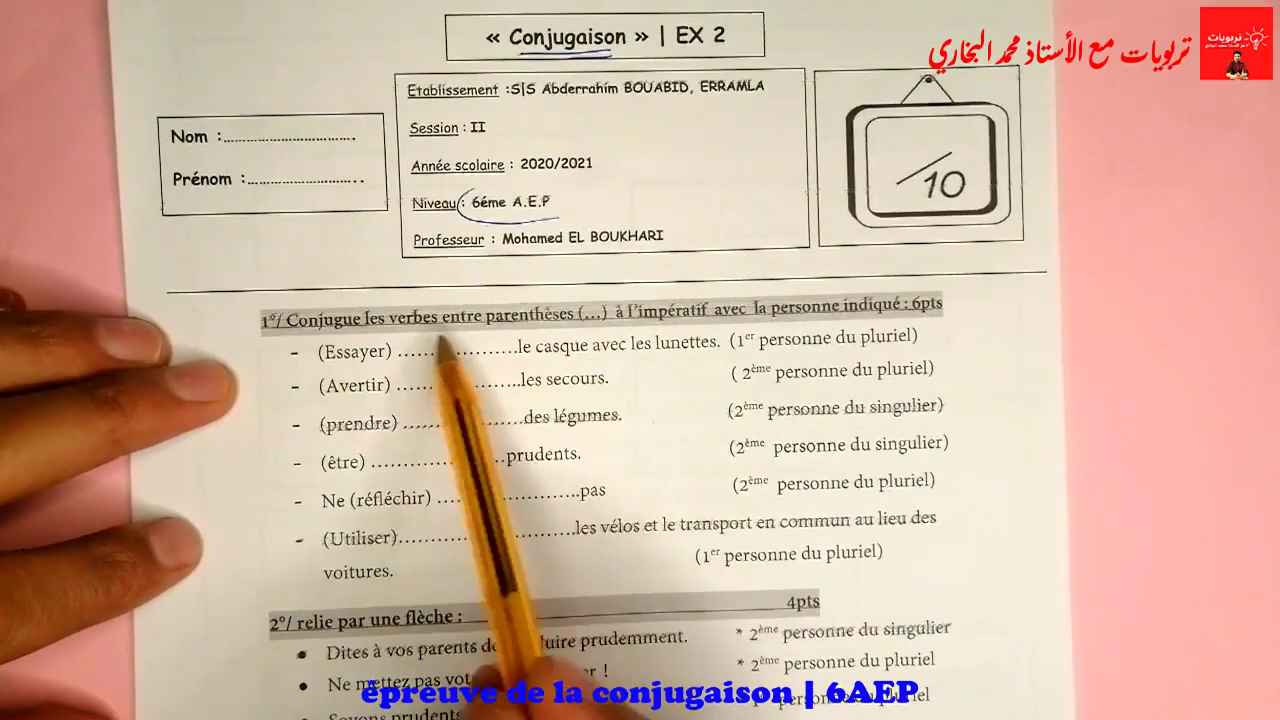 « Conjugaison » | EX 2
تربويات مع الأستاذ محمد البخاري
تربويات
Nom :................................
Prénom :............................
Etablissement :S|S Abderrahim BOUABID, ERRAMLA
Session : II
Année scolaire : 2020/2021
Niveau : 6éme A.E.P
Professeur : Mohamed EL BOUKHARI
/10
1°/ Conjugue les verbes entre parenthèses (...) à l'impératif avec la personne indiqué : 6pts
- (Essayer) ........................le casque avec les lunettes. (1er personne du pluriel)
- (Avertir) ........................les secours. ( 2ème personne du pluriel)
- (prendre) ........................des légumes. (2ème personne du singulier)
- (être) ........................prudents. (2ème personne du singulier)
- Ne (réfléchir) ........................pas (2ème personne du pluriel)
- (Utiliser)........................les vélos et le transport en commun au lieu des
(1er personne du pluriel)
voitures.
2°/ relie par une flèche : 4pts
• Dites à vos parents de uire prudemment. * 2ème personne du singulier
• Ne mettez pas vot er ! * 2ème personne du pluriel
Soyons prudents personne du pluriel
épreuve de la conjugaison | 6AEP